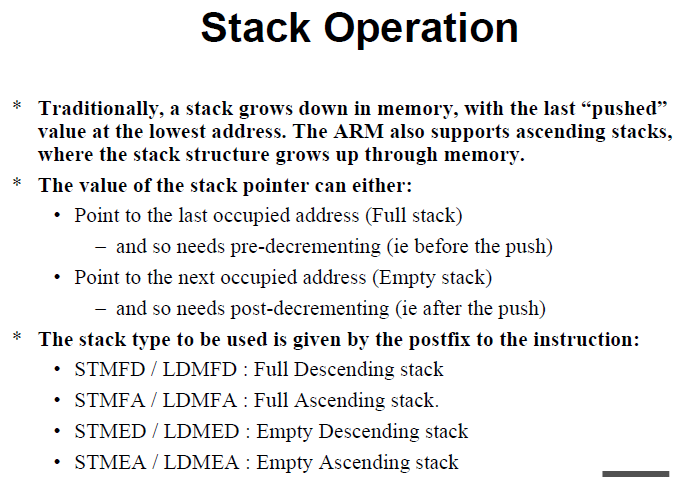 Stack Operation
* Traditionally, a stack grows down in memory, with the last “pushed”
value at the lowest address. The ARM also supports ascending stacks,
where the stack structure grows up through memory.
* The value of the stack pointer can either:
• Point to the last occupied address (Full stack)
– and so needs pre-decrementing (ie before the push)
• Point to the next occupied address (Empty stack)
– and so needs post-decrementing (ie after the push)
* The stack type to be used is given by the postfix to the instruction:
• STMFD / LDMFD : Full Descending stack
• STMFA / LDMFA : Full Ascending stack.
• STMED / LDMED : Empty Descending stack
• STMEA / LDMEA : Empty Ascending stack